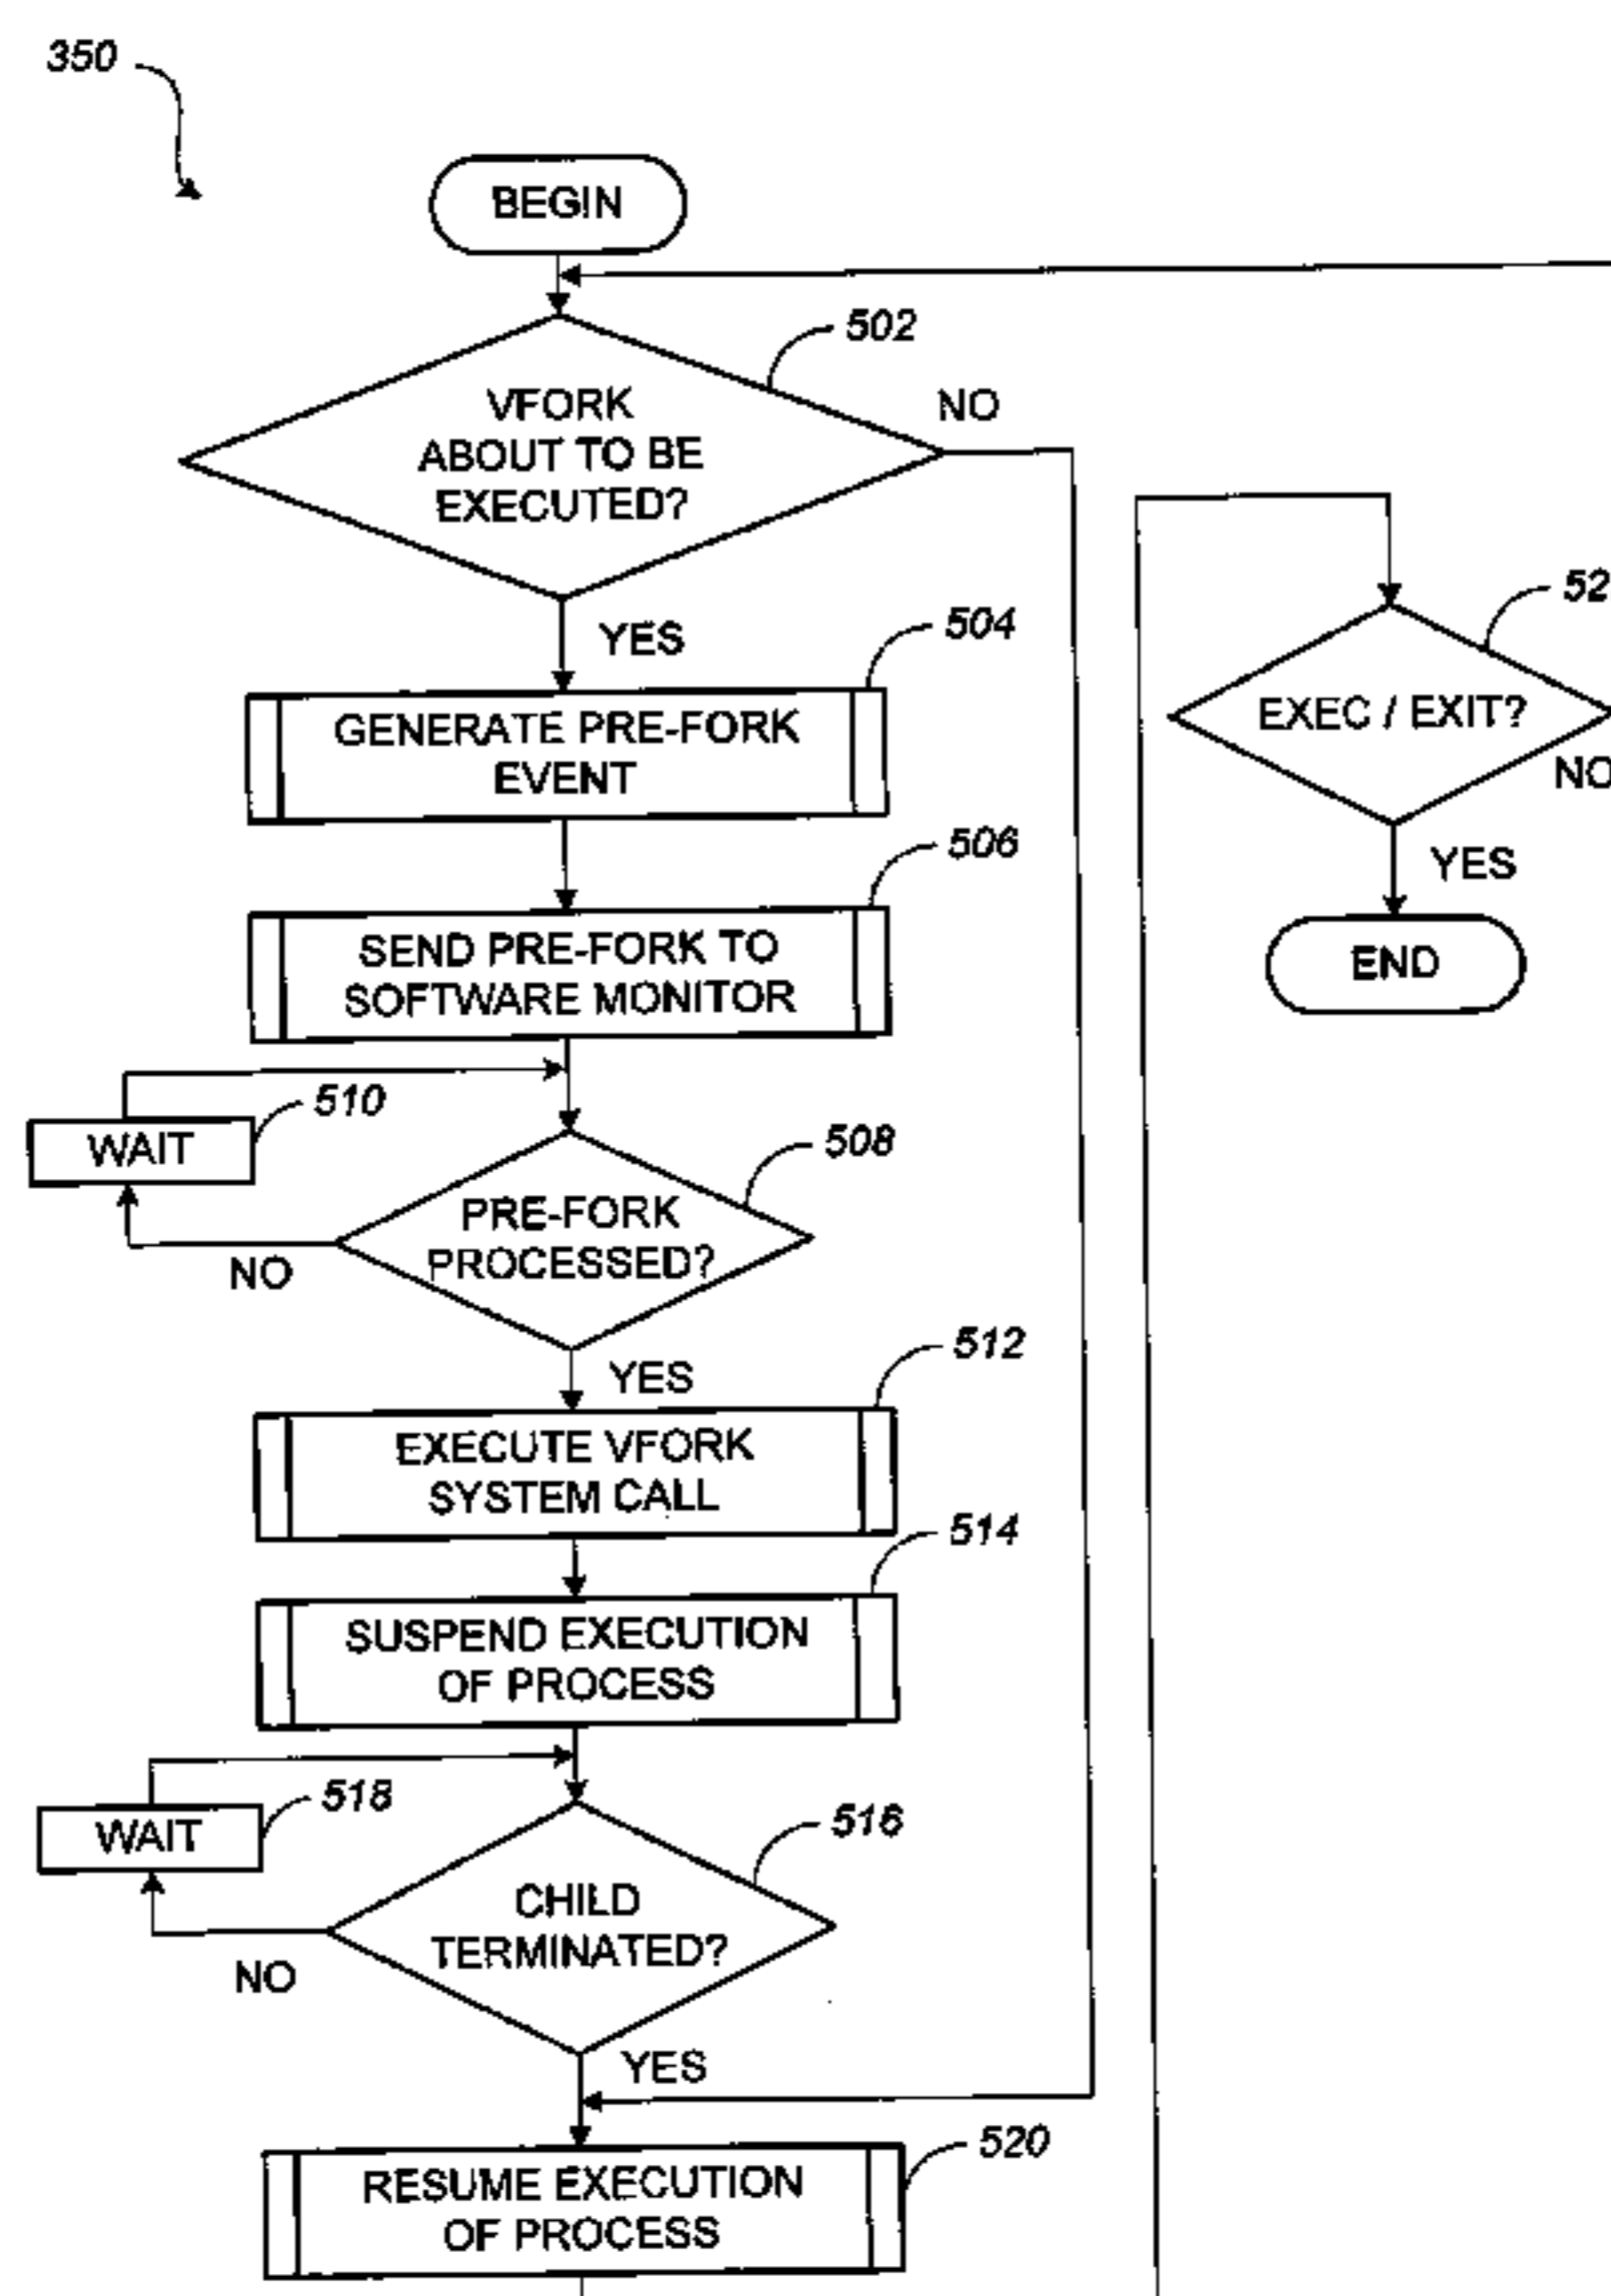 350
BEGIN
502
VFORK
ABOUT TO BE
EXECUTED?
NO
YES
504
GENERATE PRE-FORK
EVENT
506
SEND PRE-FORK TO
SOFTWARE MONITOR
510
WAIT
508
PRE-FORK
PROCESSED?
NO
YES
512
EXECUTE VFORK
SYSTEM CALL
514
SUSPEND EXECUTION
OF PROCESS
518
WAIT
516
CHILD
TERMINATED?
NO
YES
520
RESUME EXECUTION
OF PROCESS
52
EXEC / EXIT?
NO
YES
END